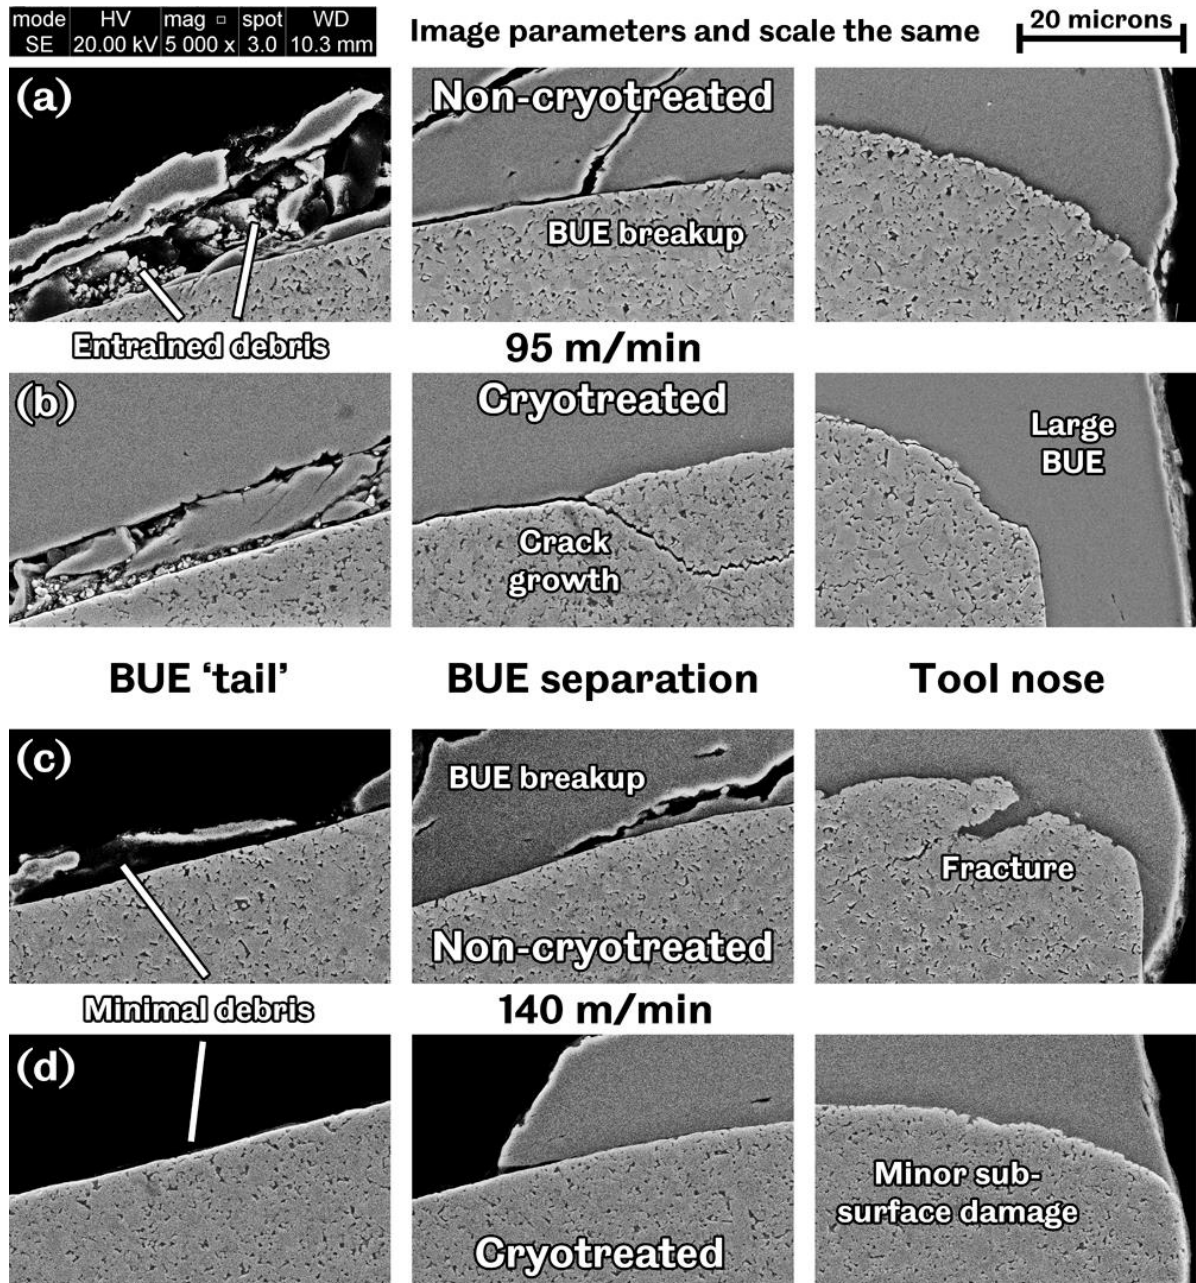 mode HV mag □ spot WD
SE 20.00 kV 5 000 x 3.0 10.3 mm
Image parameters and scale the same
20 microns
(a)
Non-cryotreated
BUE breakup
Entrained debris
95 m/min
(b)
Cryotreated
Large
BUE
Crack
growth
BUE ‘tail’
BUE separation
Tool nose
(c)
BUE breakup
Fracture
Non-cryotreated
Minimal debris
140 m/min
(d)
Minor sub-
surface damage
Cryotreated